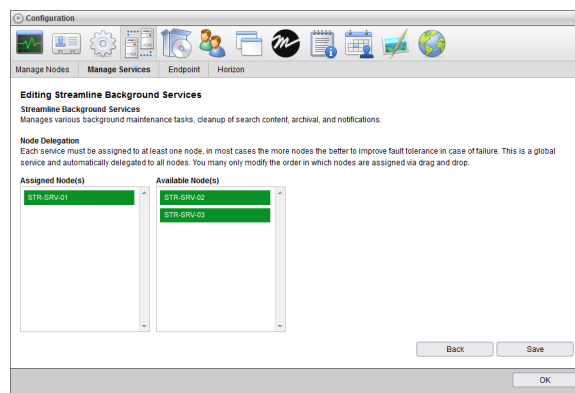 Configuration
Manage Nodes Manage Services Endpoint Horizon
Editing Streamline Background Services
Streamline Background Services
Manages various background maintenance tasks, cleanup of search content, archival, and notifications.
Node Delegation
Each service must be assigned to at least one node, in most cases the more nodes the better to improve fault tolerance in case of failure. This is a global
service and automatically delegated to all nodes. You many only modify the order in which nodes are assigned via drag and drop.
Assigned Node(s) Available Node(s)
STR-SRV-01 STR-SRV-02
STR-SRV-03
Back Save
OK